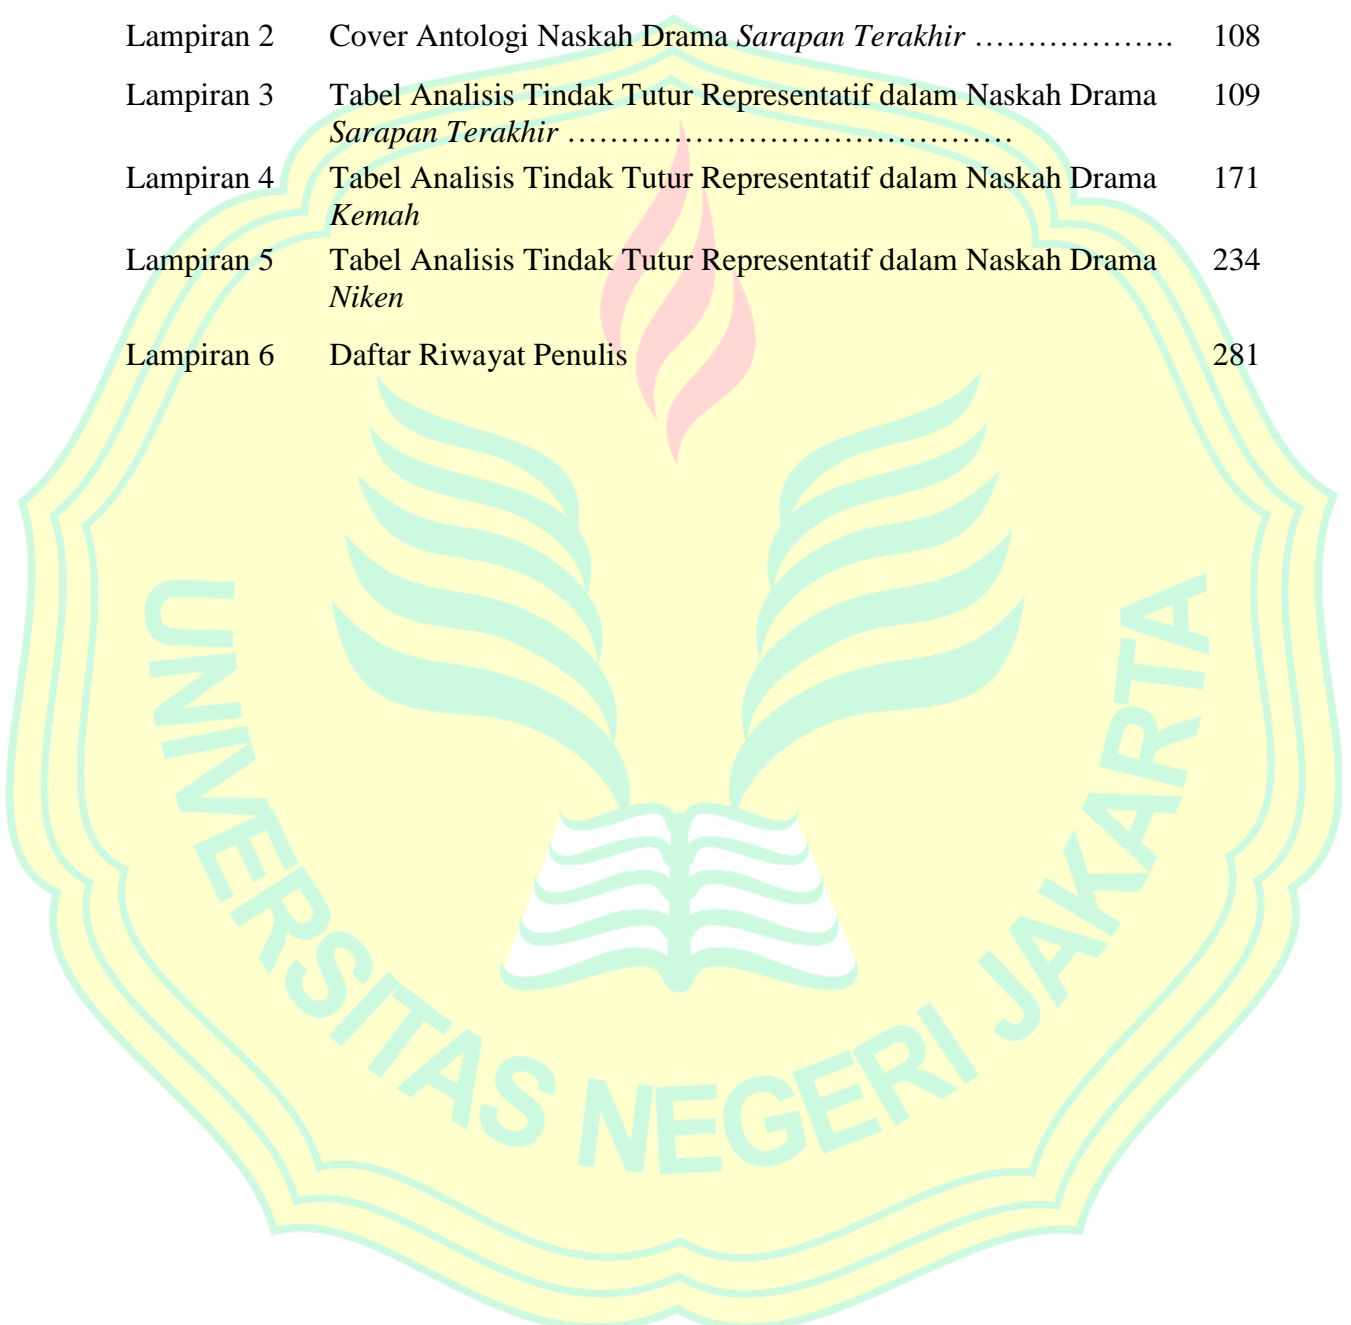 Lampiran 2 Cover Antologi Naskah Drama Sarapan Terakhir ………………. 108
Lampiran 3 Tabel Analisis Tindak Tutur Representatif dalam Naskah Drama 109
Sarapan Terakhir ……………………………………
Lampiran 4 Tabel Analisis Tindak Tutur Representatif dalam Naskah Drama 171
Kemah
Lampiran 5 Tabel Analisis Tindak Tutur Representatif dalam Naskah Drama 234
Niken
Lampiran 6 Daftar Riwayat Penulis 281
UNIVERSITAS NEGERI JAKARTA